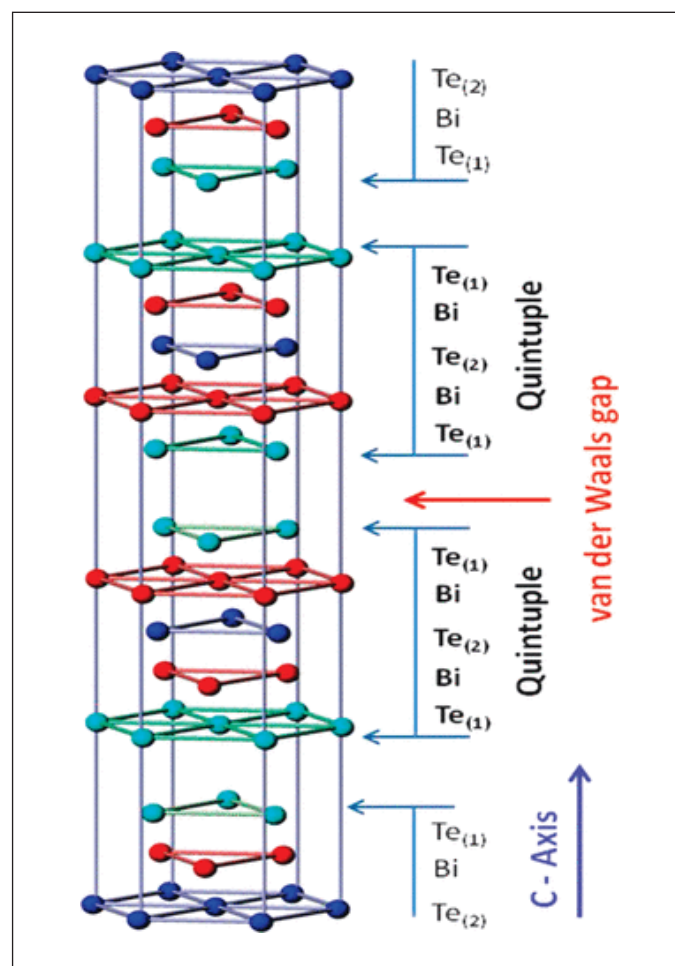 Te(2)
Bi
Te(1)
Te(1)
Bi
Te(2)
Bi
Te(1)
Quintuple
van der Waals gap
Te(1)
Bi
Te(2)
Bi
Te(1)
Quintuple
Te(1)
Bi
Te(2)
C - Axis